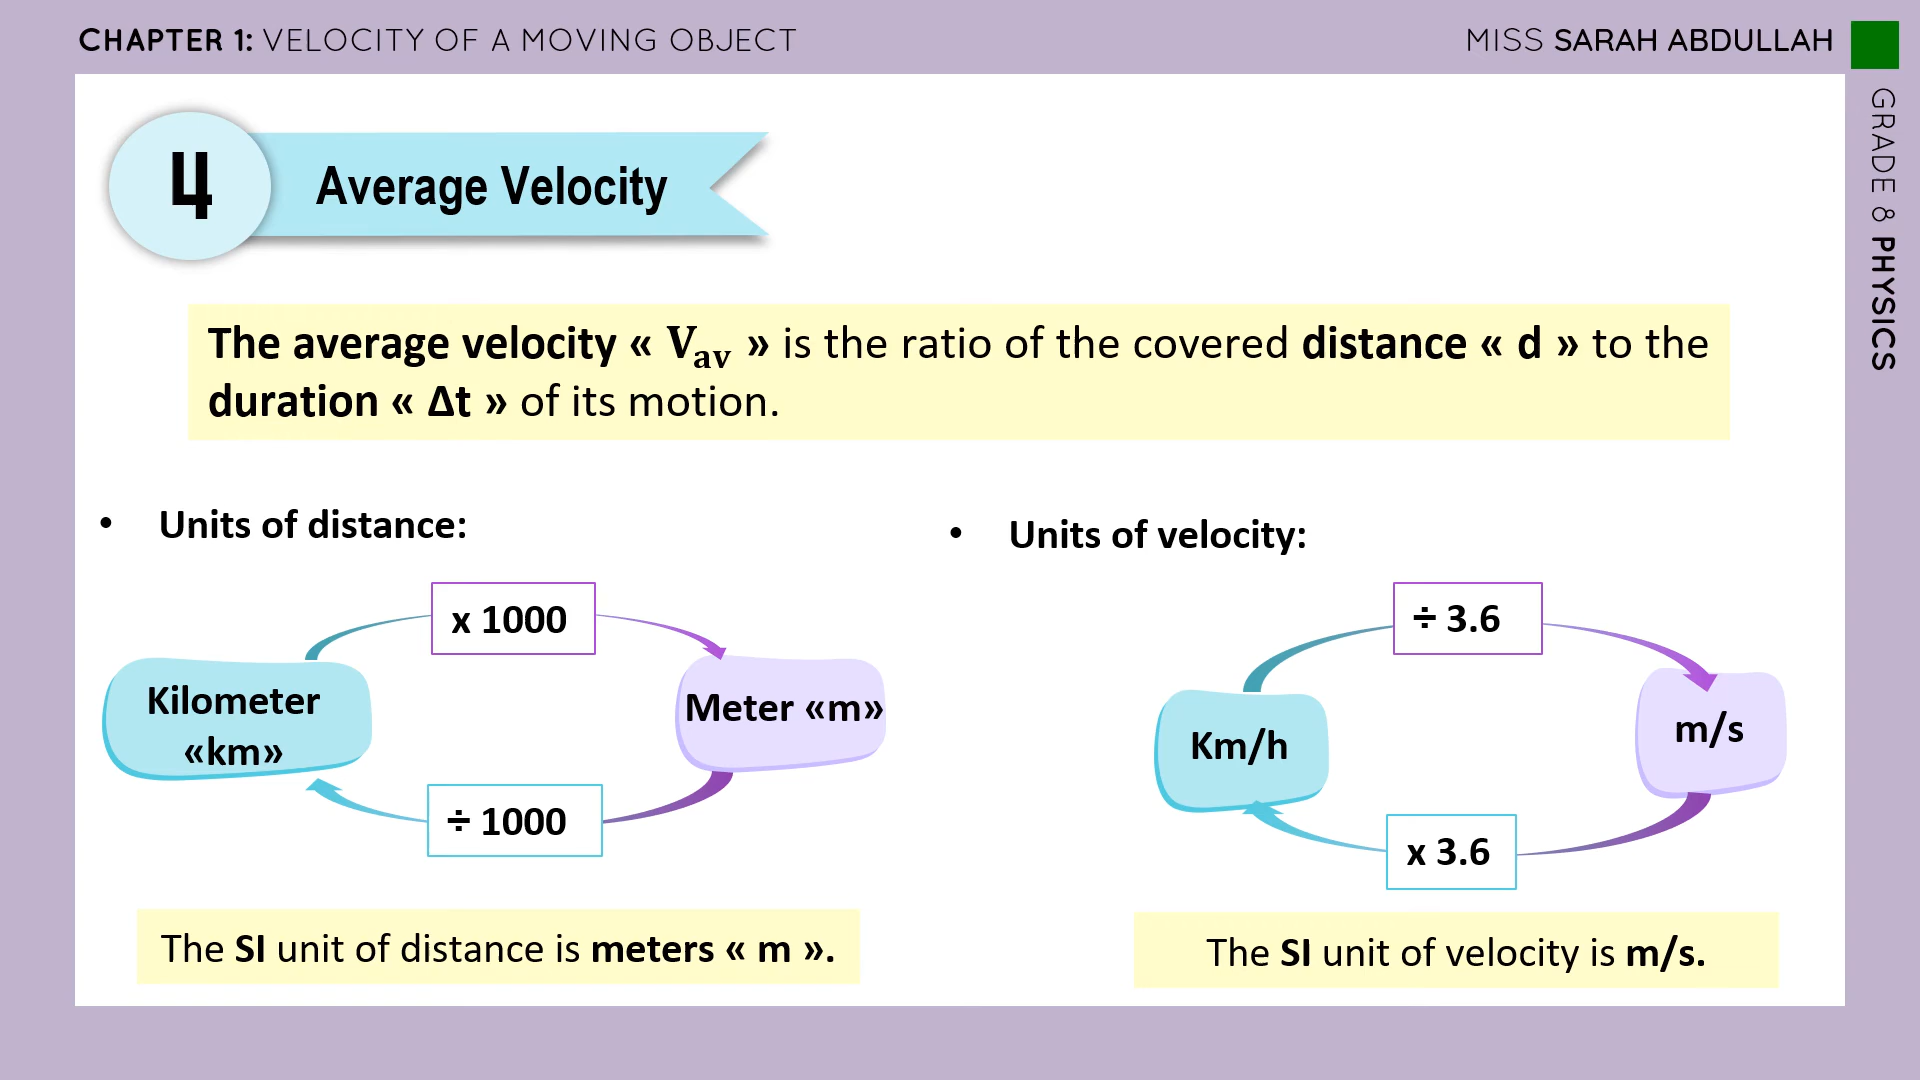 CHAPTER 1: VELOCITY OF A MOVING OBJECT
MISS SARAH ABDULLAH
GRADE 8 PHYSICS
4
Average Velocity
The average velocity « Vav » is the ratio of the covered distance « d » to the
duration « Δt » of its motion.
• Units of distance:
x 1000
Kilometer
«km»
Meter «m»
÷ 1000
The SI unit of distance is meters « m ».
• Units of velocity:
÷ 3.6
Km/h
m/s
x 3.6
The SI unit of velocity is m/s.